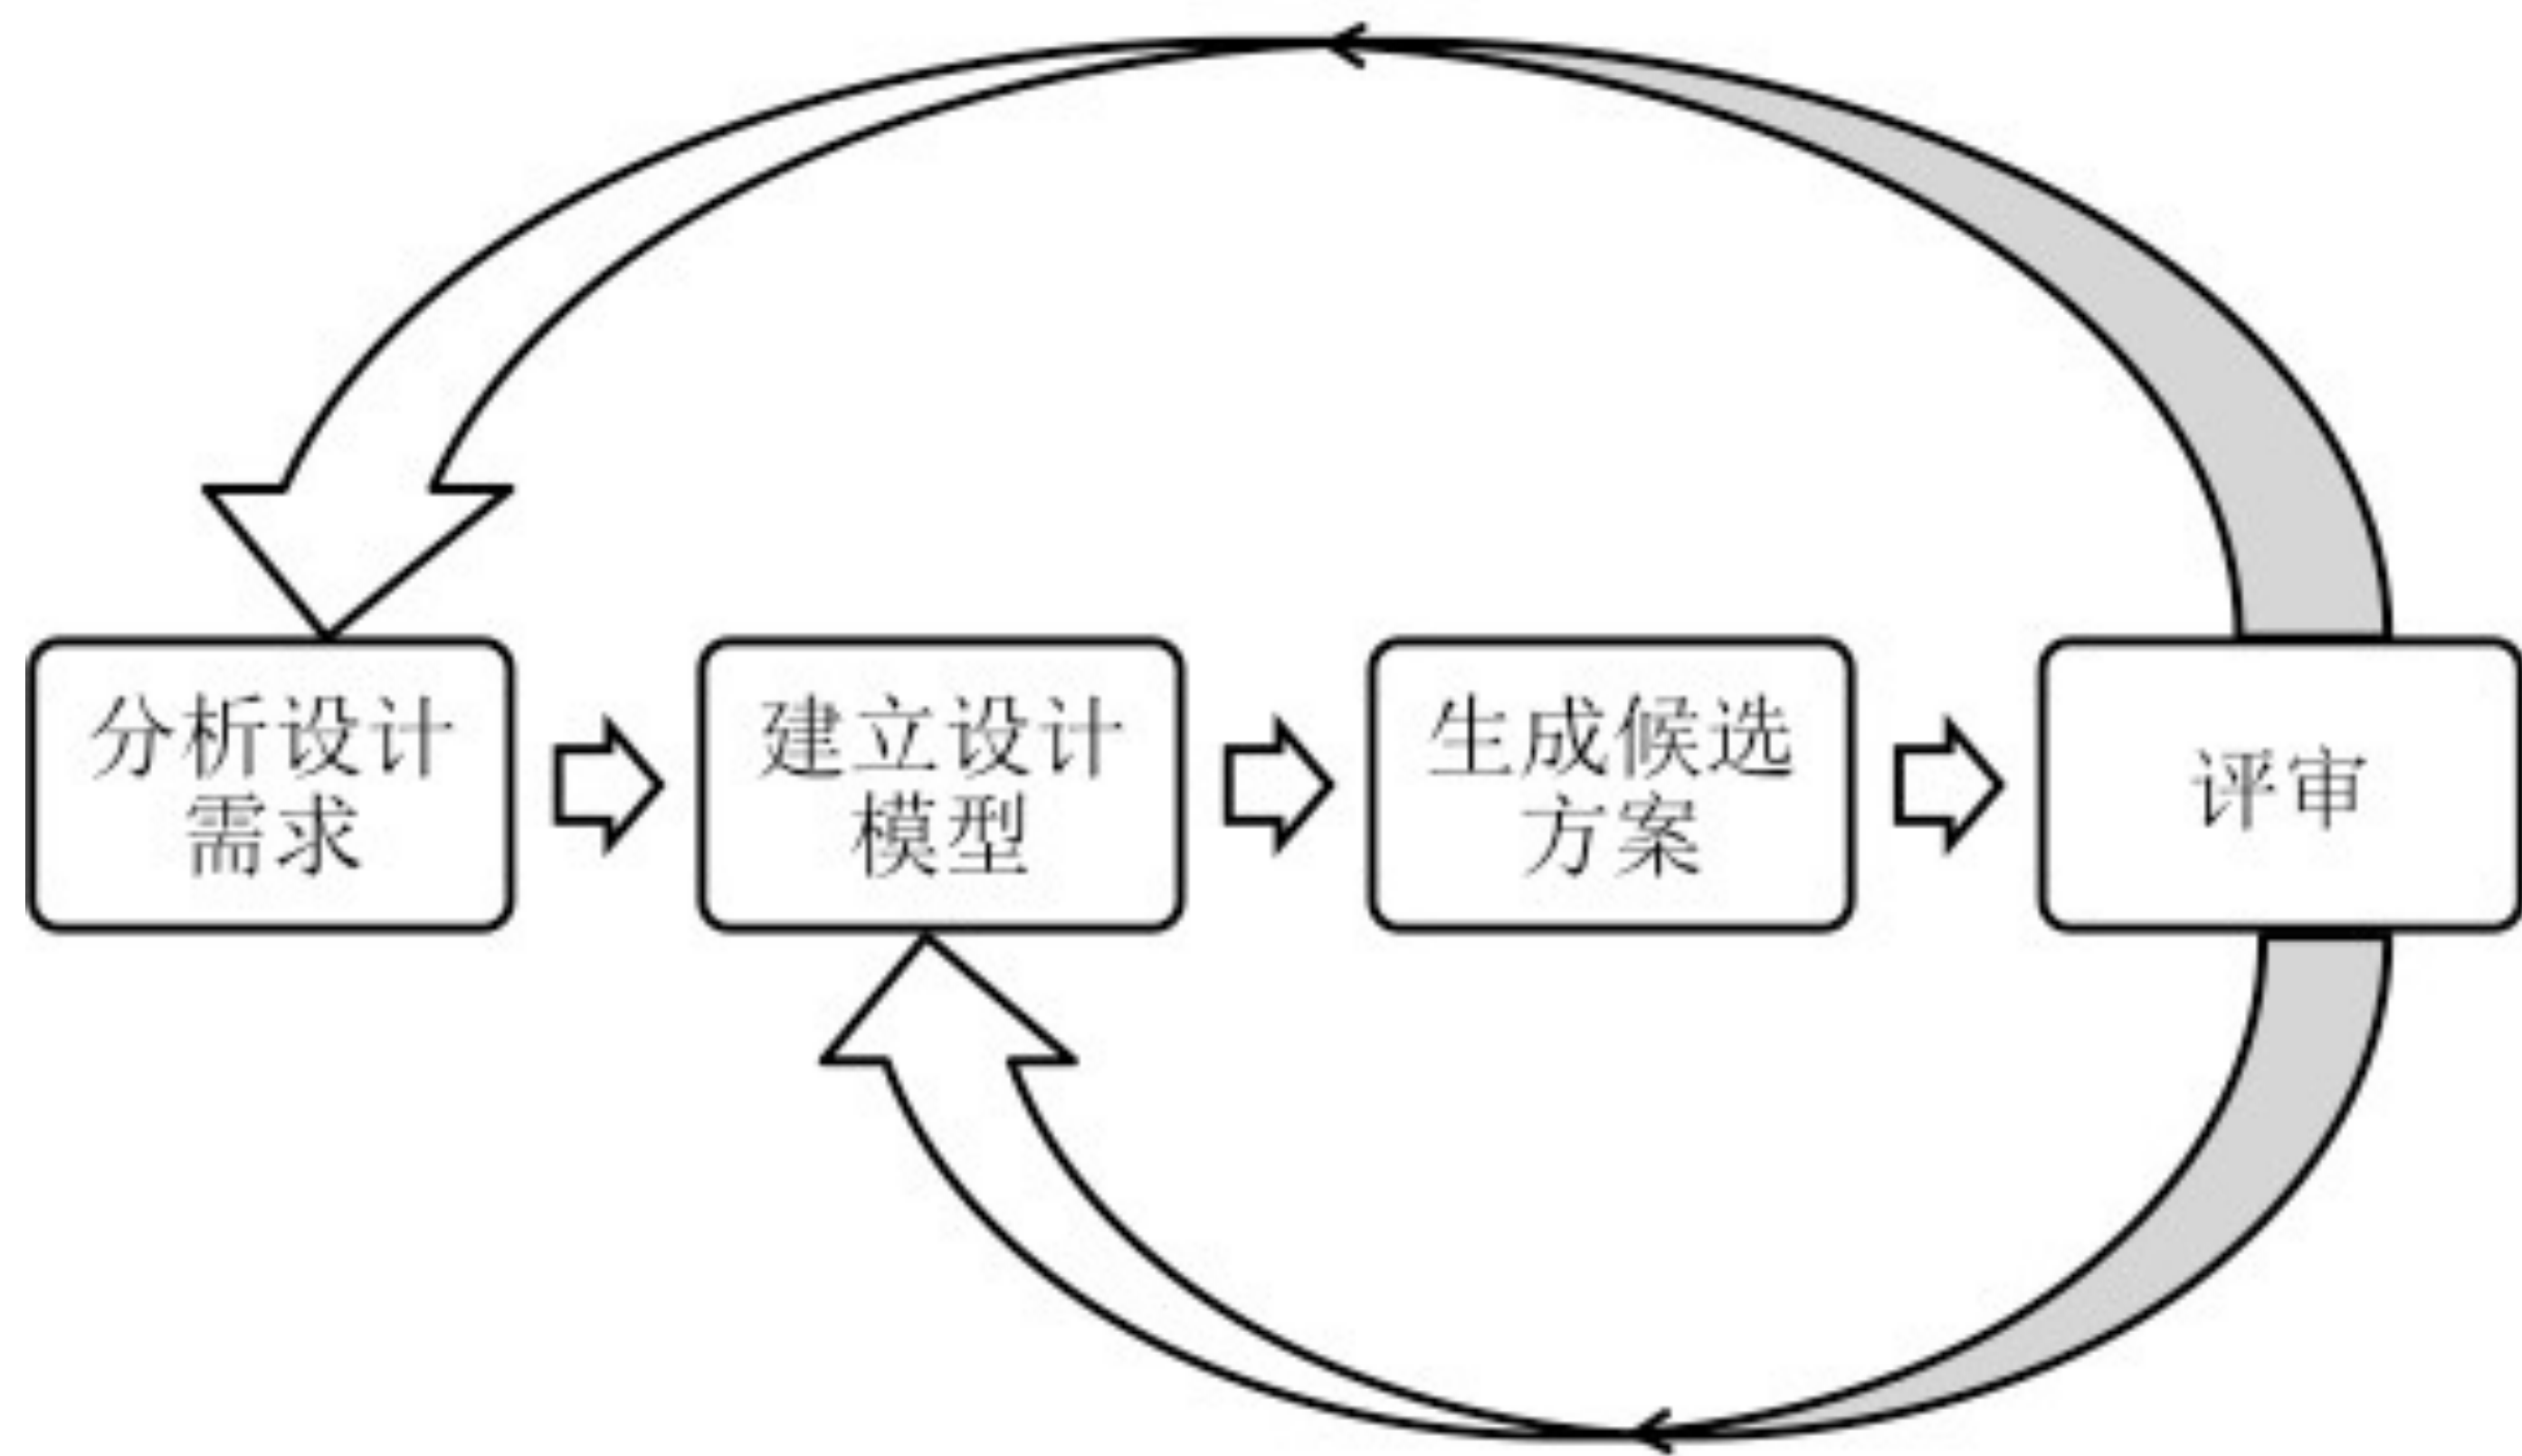 分析设计
需求
建立设计
模型
生成候选
方案
评审